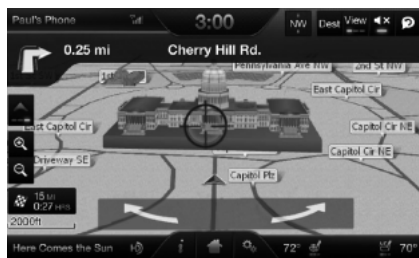 Paul's Phone 3:00 NW Dest View
0.25 mi Cherry Hill Rd.
1st
Pennsylvania Ave NW 2nd St NW
East Capitol Cir
East Capitol Cir
Capitol Cir NE
Driveway SE
Capitol Cir NE
Capitol Plz
15 MI
0:27 HRS
2000ft
Here Comes the Sun i 72° 70°